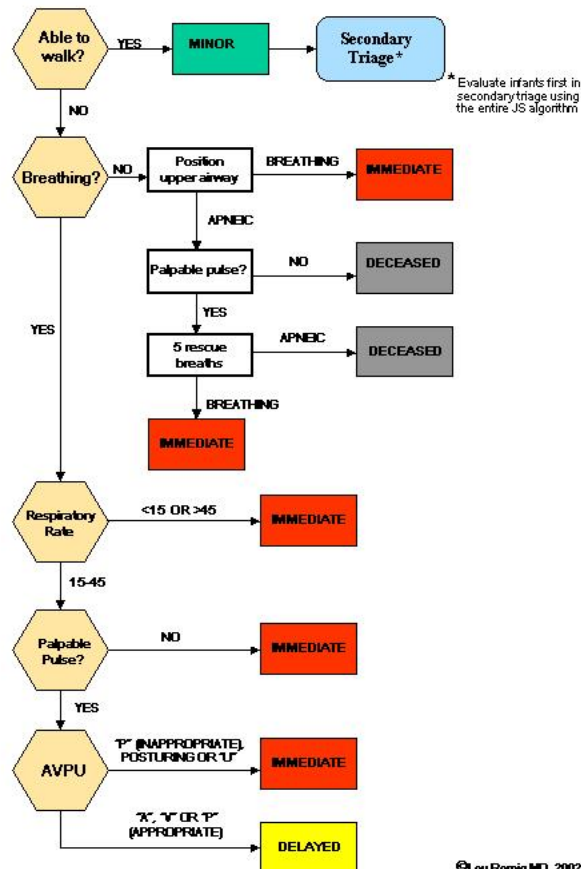 Able to
walk?
YES
MINOR
Secondary
Triage*
* Evaluate infants first in
secondary triage using
the entire JS algorithm
NO
Breathing?
NO
Position
upper airway
BREATHING
IMMEDIATE
APNEIC
Palpable pulse?
NO
DECEASED
YES
5 rescue
breaths
APNEIC
DECEASED
BREATHING
IMMEDIATE
YES
Respiratory
Rate
<15 OR >45
IMMEDIATE
15-45
Palpable
Pulse?
NO
IMMEDIATE
YES
AVPU
"P" (INAPPROPRIATE),
POSTURING OR "U"
IMMEDIATE
"A", "V" OR "P"
(APPROPRIATE)
DELAYED
©Lou Romig MD, 2002